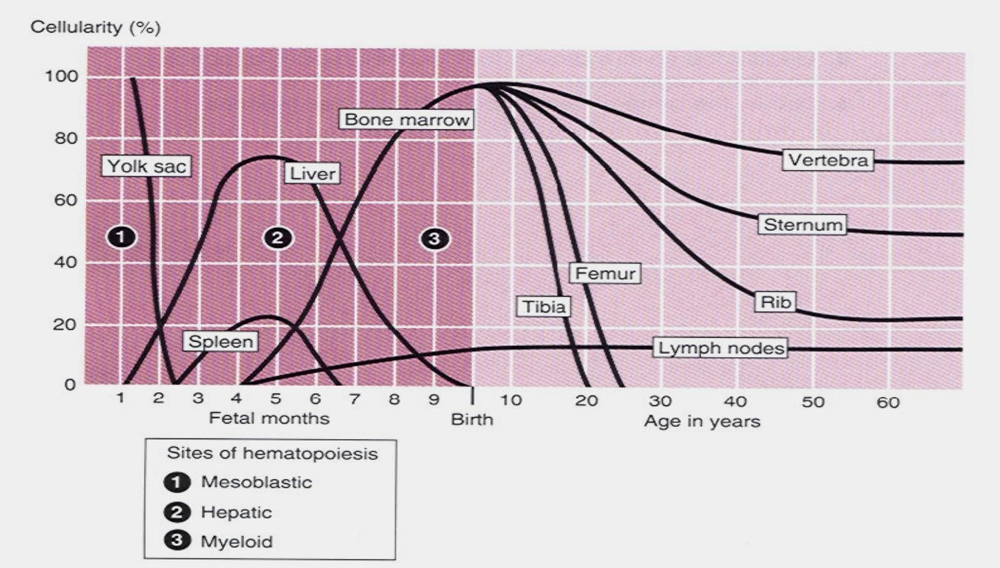 Cellularity (%)
100
80
60
40
20
0
Yolk sac
Liver
Spleen
Bone marrow
1
2
3
Vertebra
Sternum
Femur
Tibia
Rib
Lymph nodes
1 2 3 4 5 6 7 8 9 10 20 30 40 50 60
Fetal months Birth Age in years
Sites of hematopoiesis
1 Mesoblastic
2 Hepatic
3 Myeloid